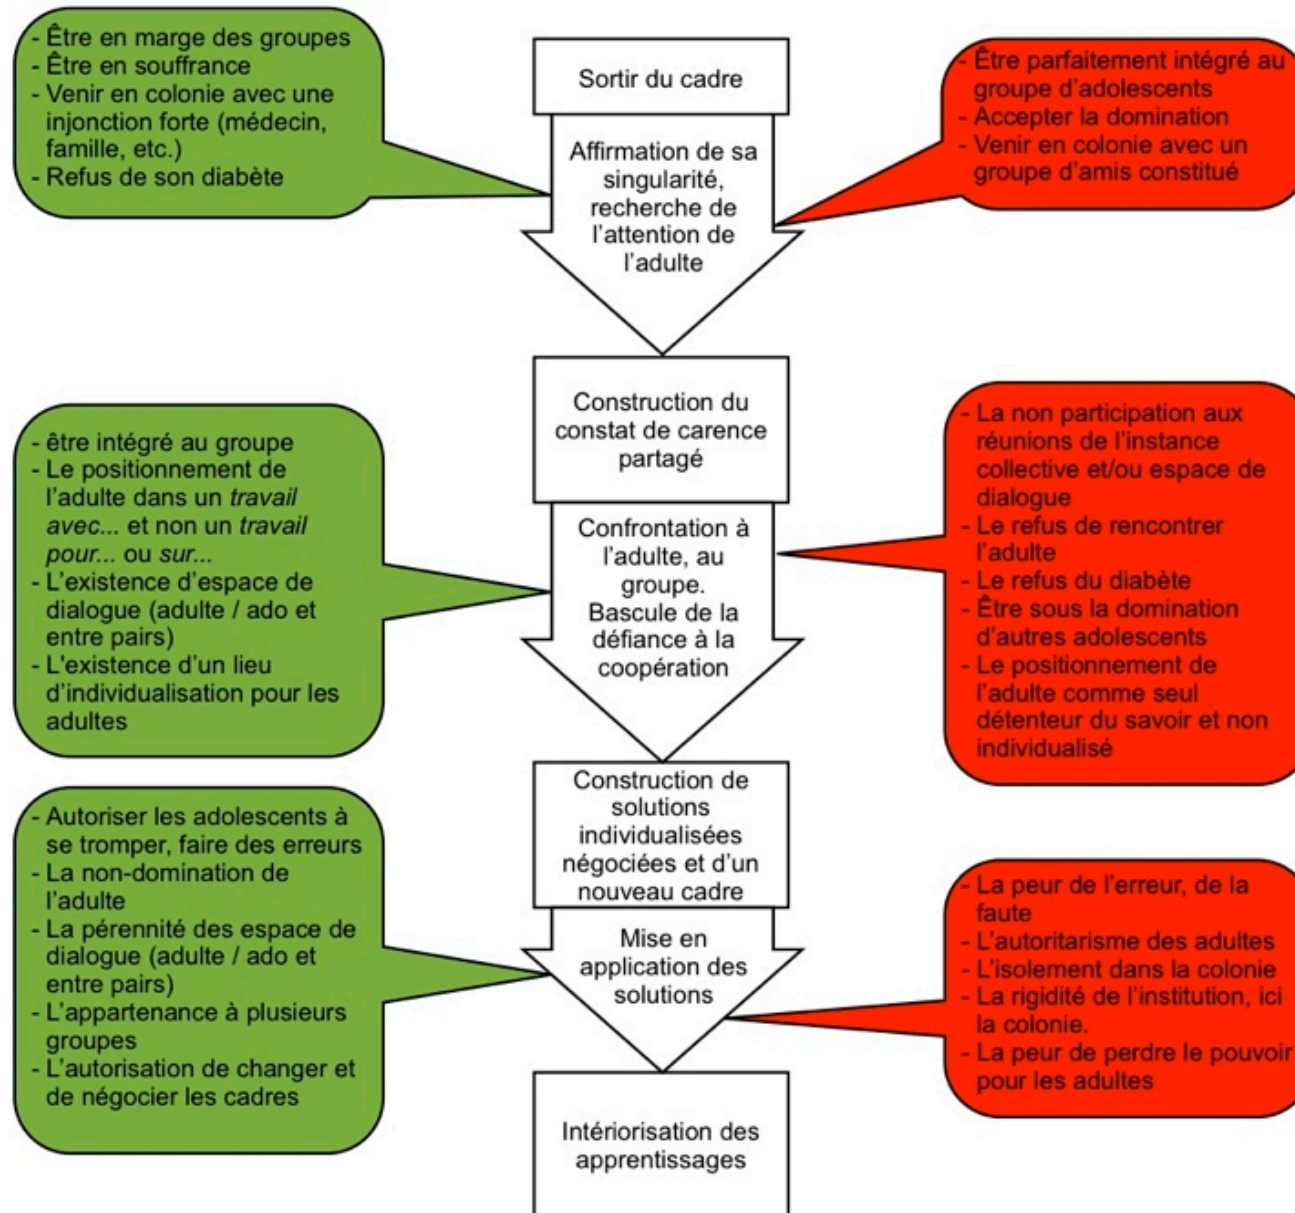 - Être en marge des groupes
- Être en souffrance
- Venir en colonie avec une
injonction forte (médecin,
famille, etc.)
- Refus de son diabète
Sortir du cadre
Affirmation de sa
singularité,
recherche de
l'attention de
l'adulte
- Être parfaitement intégré au
groupe d'adolescents
- Accepter la domination
- Venir en colonie avec un
groupe d'amis constitué
- être intégré au groupe
- Le positionnement de
l'adulte dans un travail
avec... et non un travail
pour... ou sur...
- L'existence d'espace de
dialogue (adulte / ado et
entre pairs)
- L'existence d'un lieu
d'individualisation pour les
adultes
Construction du
constat de carence
partagé
Confrontation à
l'adulte, au
groupe.
Bascule de la
défiance à la
coopération
- La non participation aux
réunions de l'instance
collective et/ou espace de
dialogue
- Le refus de rencontrer
l'adulte
- Le refus du diabète
- Être sous la domination
d'autres adolescents
- Le positionnement de
l'adulte comme seul
détenteur du savoir et non
individualisé
- Autoriser les adolescents à
se tromper, faire des erreurs
- La non-domination de
l'adulte
- La pérennité des espace de
dialogue (adulte / ado et
entre pairs)
- L'appartenance à plusieurs
groupes
- L'autorisation de changer et
de négocier les cadres
Construction de
solutions
individualisées
négociées et d'un
nouveau cadre
Mise en
application des
solutions
- La peur de l'erreur, de la
faute
- L'autoritarisme des adultes
- L'isolement dans la colonie
- La rigidité de l'institution, ici
la colonie.
- La peur de perdre le pouvoir
pour les adultes
Intériorisation des
apprentissages